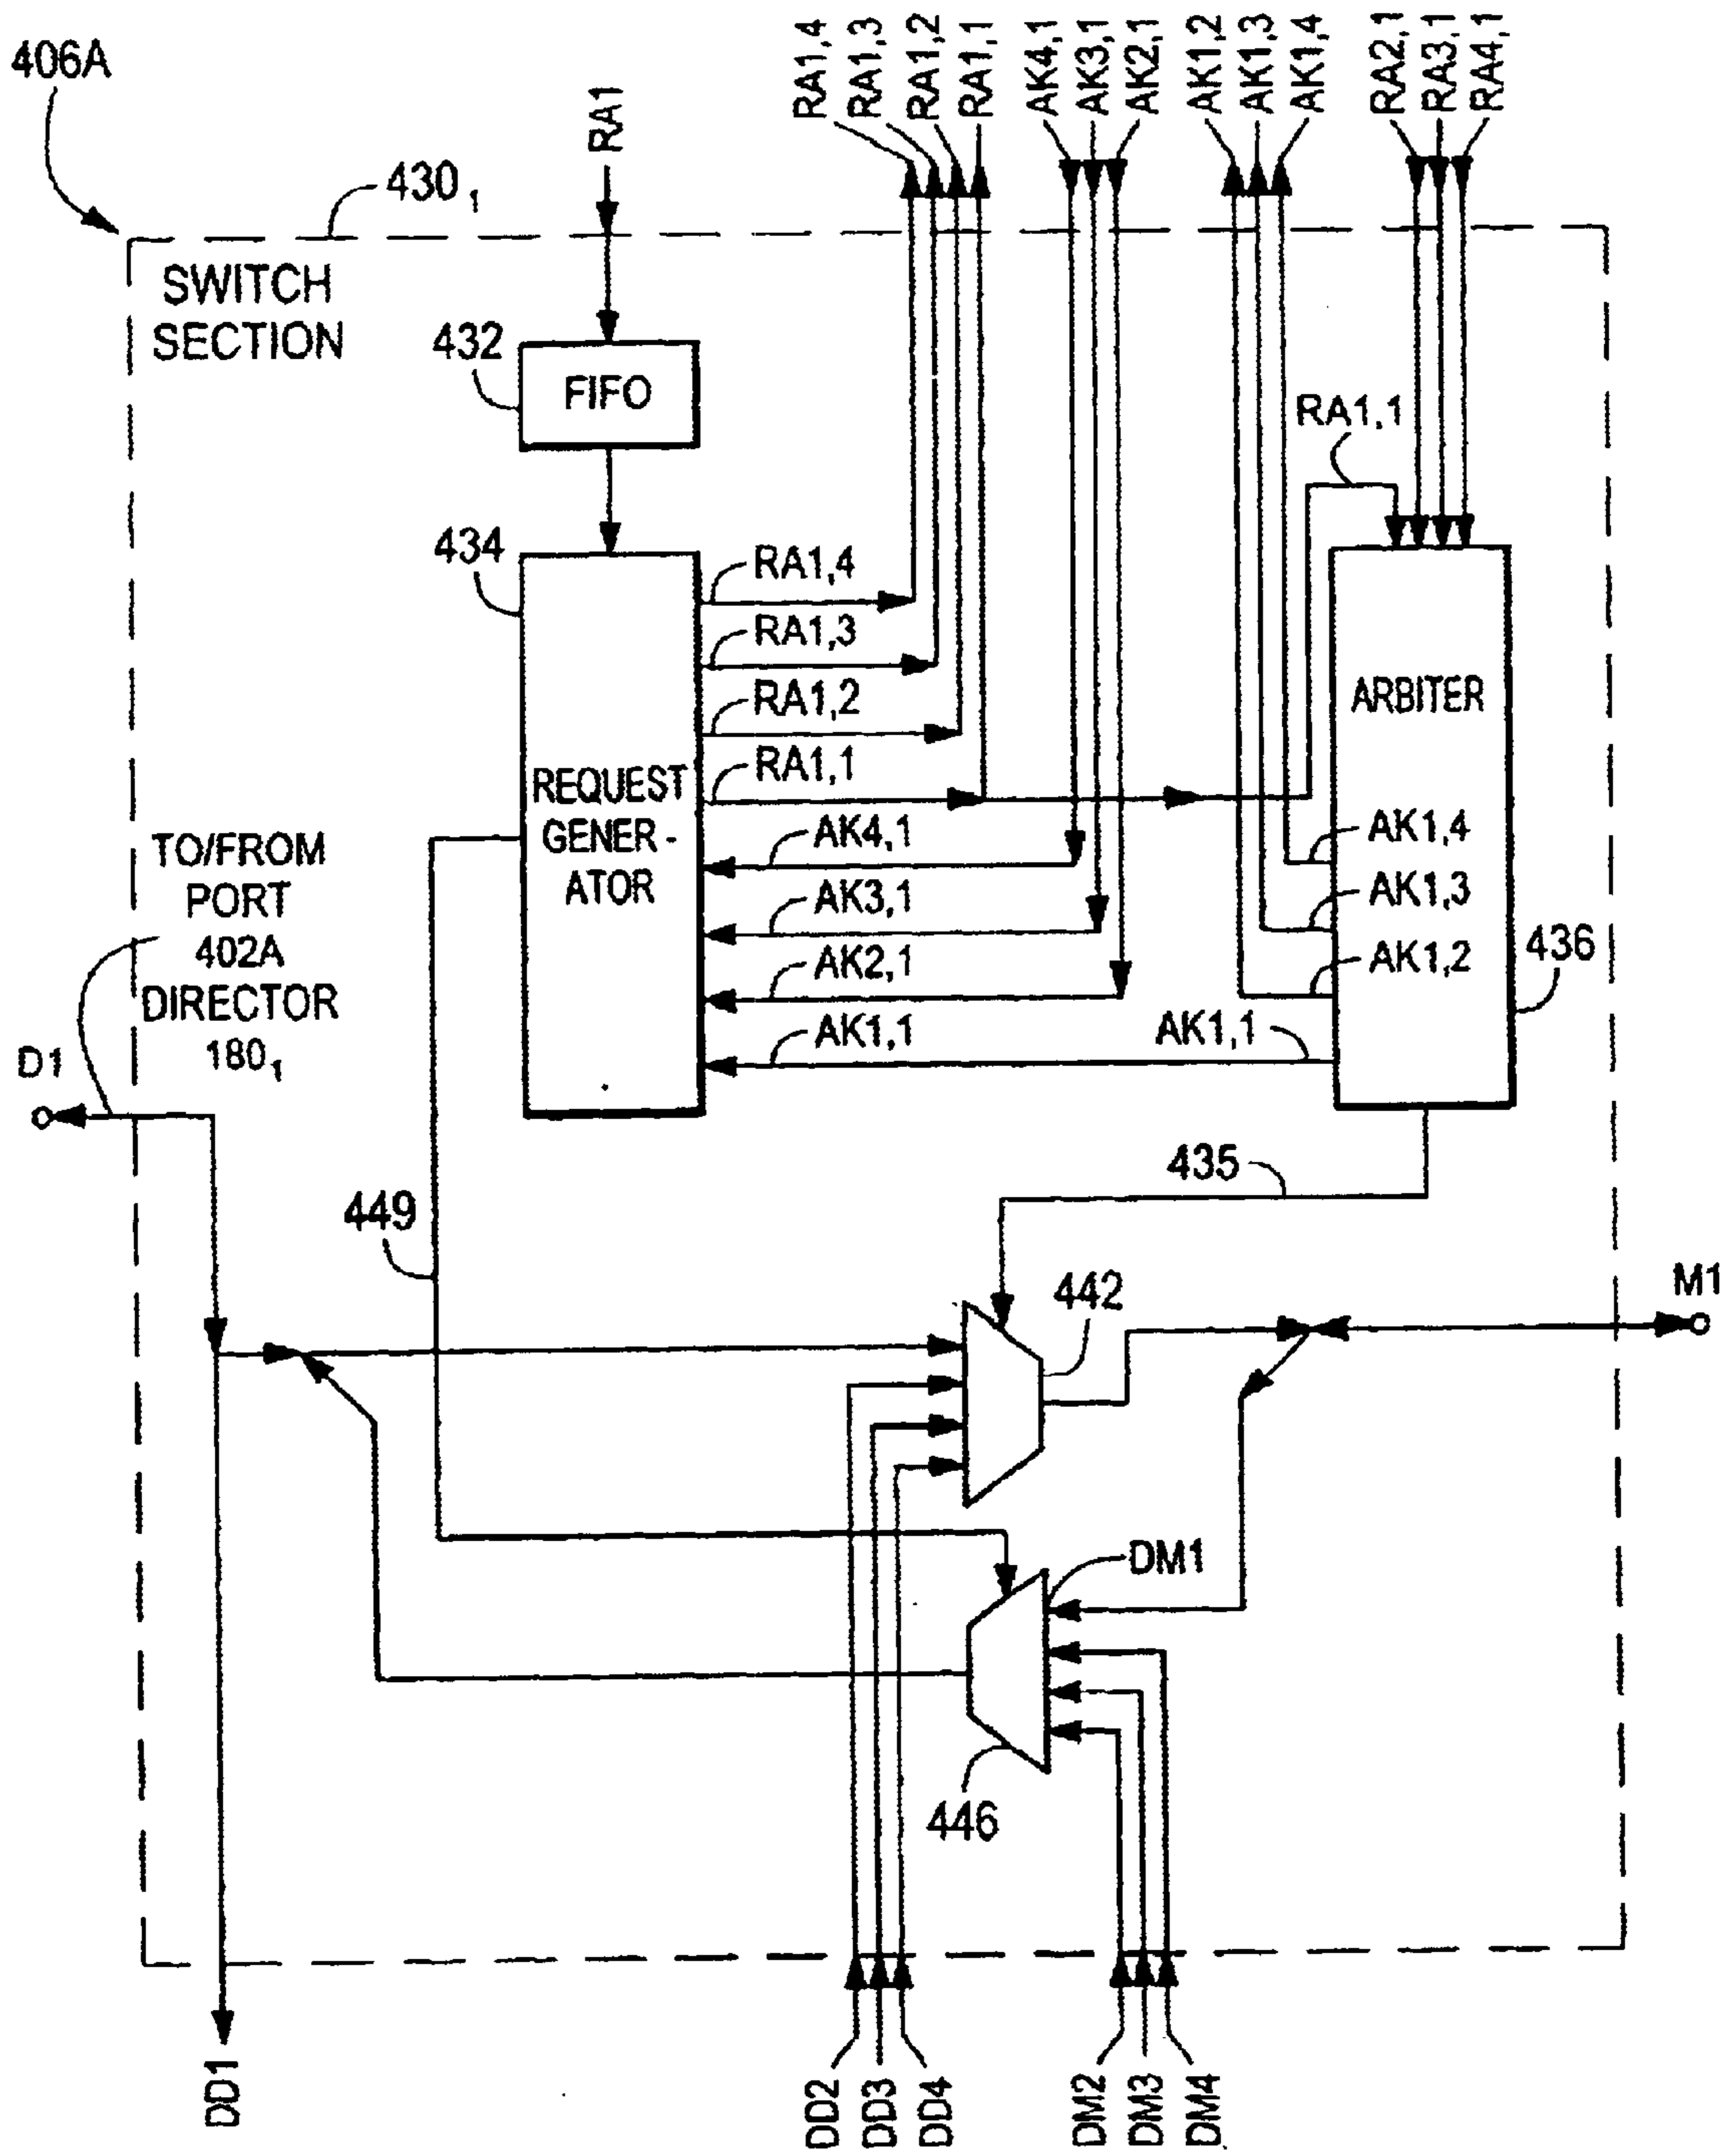 406A
430₁
RA1
RA1,4
RA1,3
RA1,2
RA1,1
AK4,1
AK3,1
AK2,1
AK1,2
AK1,3
AK1,4
RA2,1
RA3,1
RA4,1
SWITCH
SECTION
432
FIFO
RA1,1
434
REQUEST
GENER-
ATOR
RA1,4
RA1,3
RA1,2
RA1,1
AK4,1
AK3,1
AK2,1
AK1,1
AK1,1
ARBITER
AK1,4
AK1,3
AK1,2
436
TO/FROM
PORT
402A
DIRECTOR
180₁
D1
435
449
442
M1
DM1
446
DD1
DD2
DD3
DD4
DM2
DM3
DM4